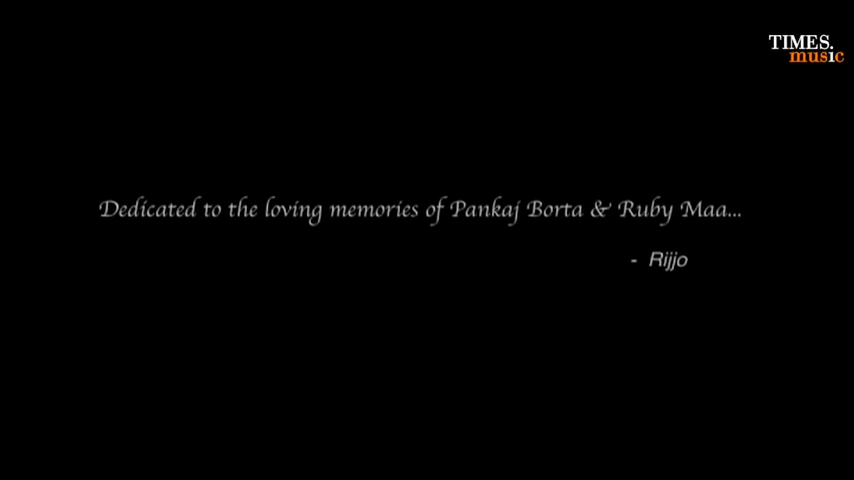 TIMES.
music
Dedicated to the loving memories of Pankaj Borta & Ruby Maa...
- Rijjo